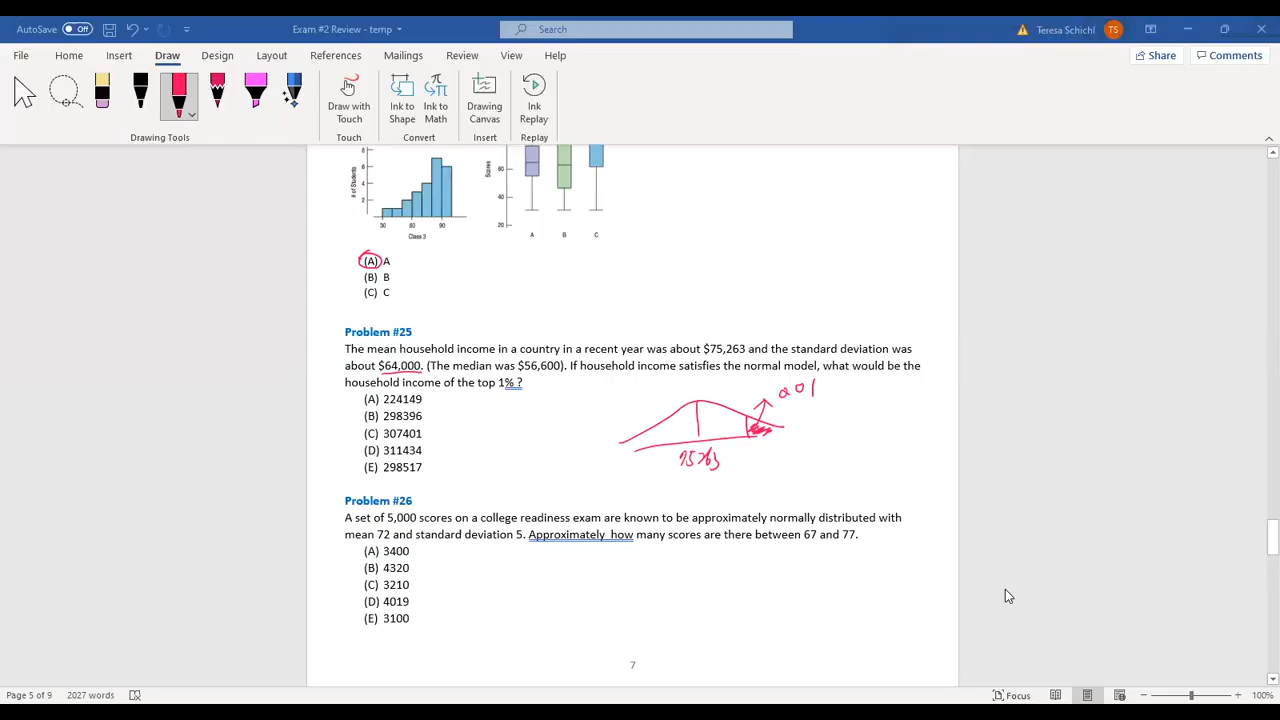 AutoSave Off Exam #2 Review - temp Search Teresa Schichl TS
File Home Insert Draw Design Layout References Mailings Review View Help Share Comments
Draw with Touch
Ink to Shape
Ink to Math
Drawing Canvas
Ink Replay
Drawing Tools Touch Convert Insert Replay
# of Students
8
6
4
2
30 60 90
Class 3
Scores
60
40
20
A B C
(A) A
(B) B
(C) C
Problem #25
The mean household income in a country in a recent year was about $75,263 and the standard deviation was
about $64,000. (The median was $56,600). If household income satisfies the normal model, what would be the
household income of the top 1% ?
(A) 224149
(B) 298396
(C) 307401
(D) 311434
(E) 298517
0.01
75263
Problem #26
A set of 5,000 scores on a college readiness exam are known to be approximately normally distributed with
mean 72 and standard deviation 5. Approximately how many scores are there between 67 and 77.
(A) 3400
(B) 4320
(C) 3210
(D) 4019
(E) 3100
7
Page 5 of 9 2027 words Focus 100%